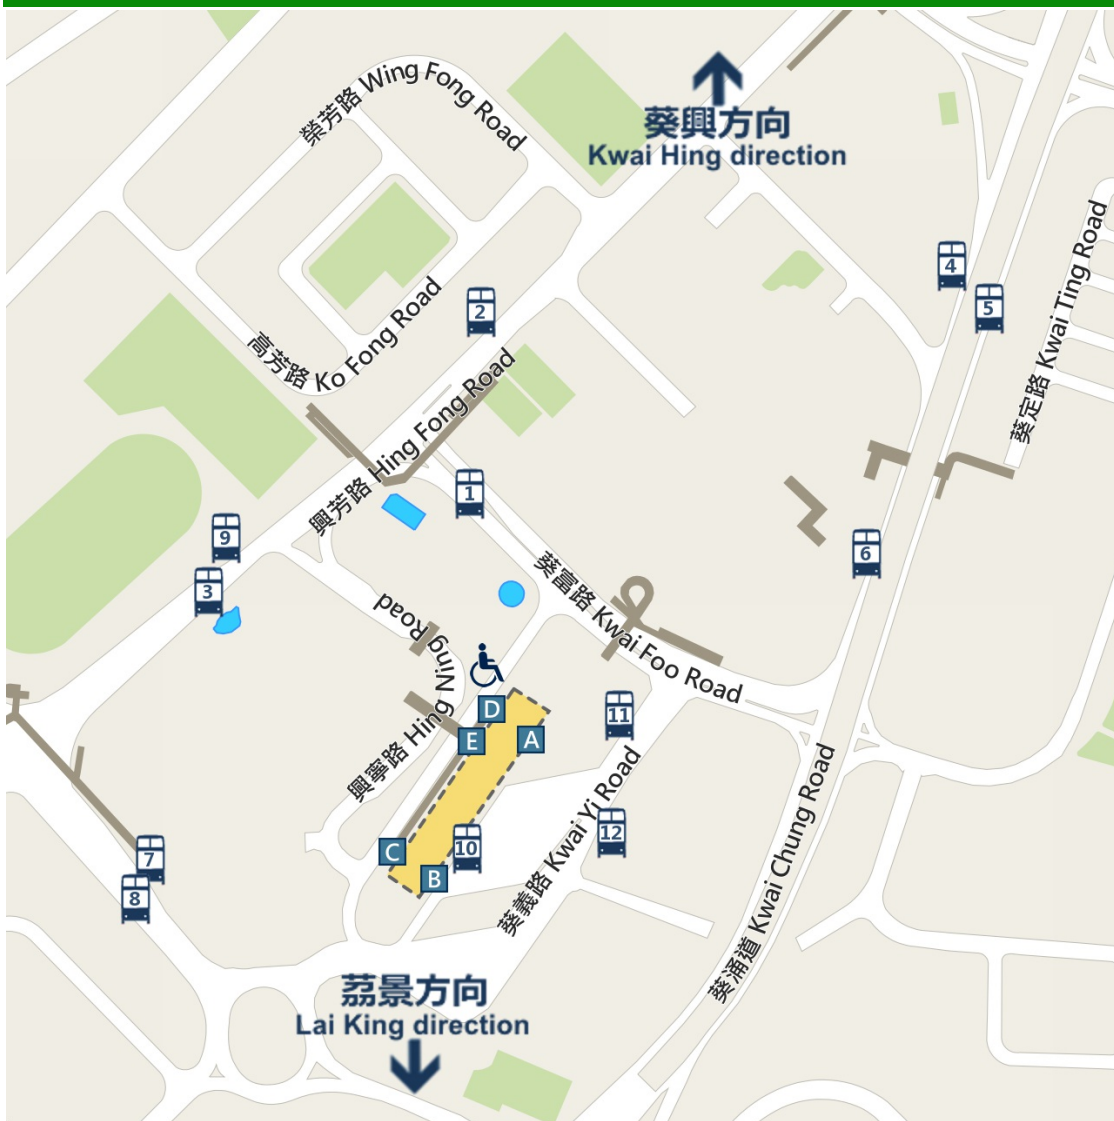 榮芳路 Wing Fong Road
葵興方向
Kwai Hing direction
4
5
葵定路 Kwai Ting Road
2
高芳路 Ko Fong Road
興芳路 Hing Fong Road
1
9
3
6
葵富路 Kwai Foo Road
興寧路 Hing Ning Road
D
E
A
11
C
B
10
12
7
8
葵義路 Kwai Yi Road
葵涌道 Kwai Chung Road
荔景方向
Lai King direction